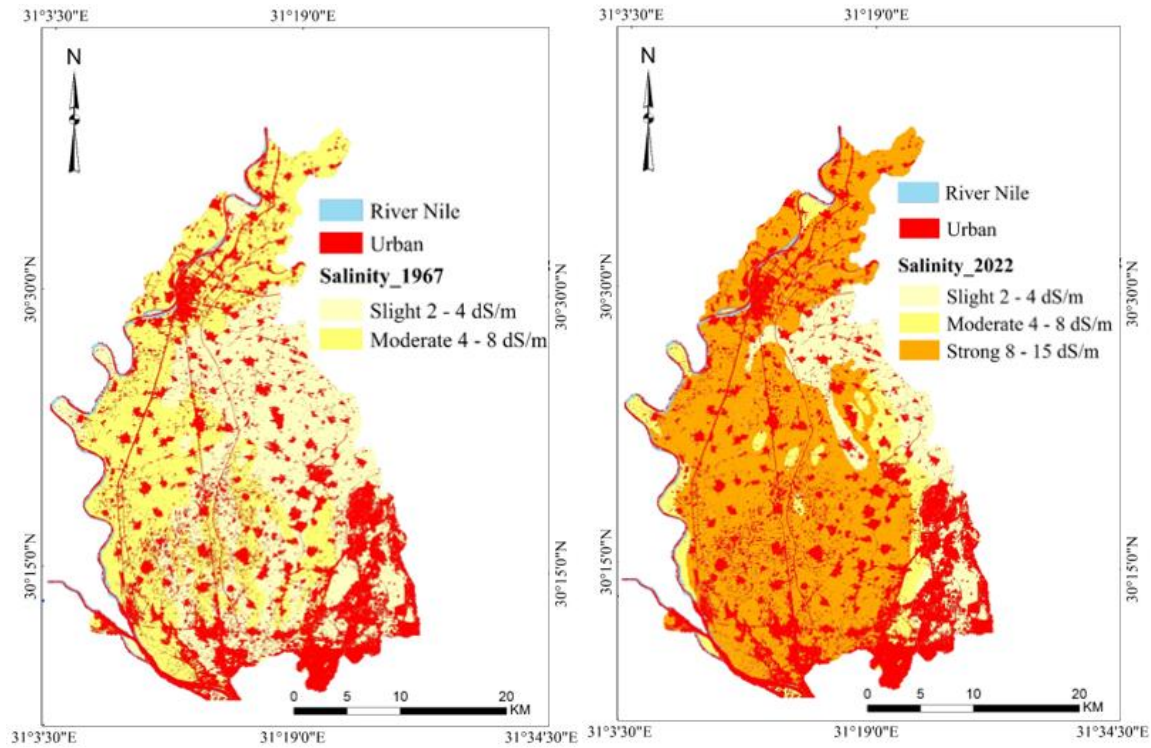 31°3'30"E
31°19'0"E
N
River Nile
Urban
Salinity_1967
Slight 2 - 4 dS/m
Moderate 4 - 8 dS/m
30°30'0"N
30°30'0"N
30°15'0"N
30°15'0"N
0 5 10 20
KM
31°3'30"E
31°19'0"E
31°34'30"E
31°3'30"E
31°19'0"E
N
River Nile
Urban
Salinity_2022
Slight 2 - 4 dS/m
Moderate 4 - 8 dS/m
Strong 8 - 15 dS/m
30°30'0"N
30°30'0"N
30°15'0"N
30°15'0"N
0 5 10 20
KM
31°3'30"E
31°19'0"E
31°34'30"E